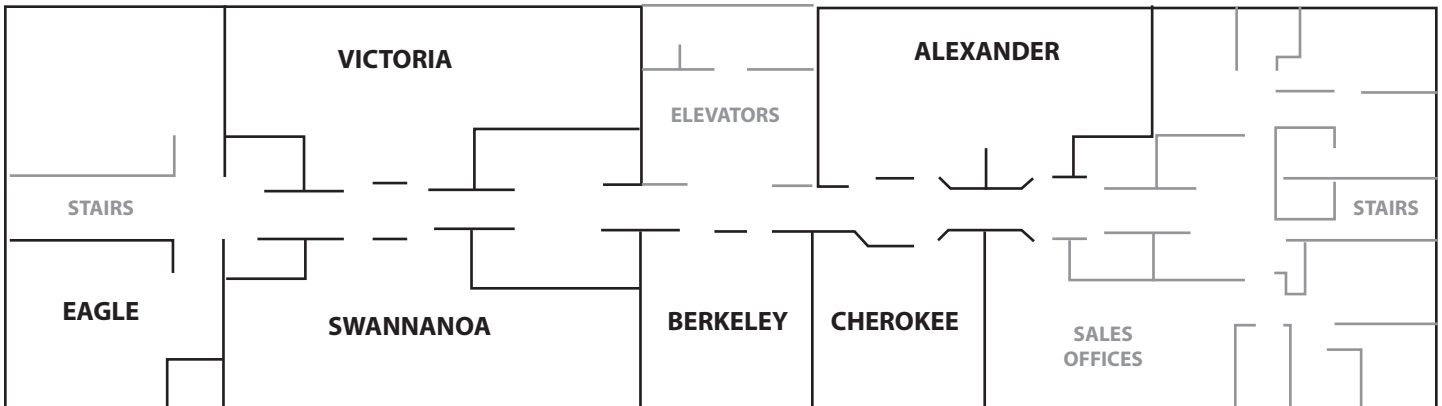 VICTORIA
ALEXANDER
ELEVATORS
STAIRS
STAIRS
EAGLE
SWANNANOA
BERKELEY
CHEROKEE
SALES
OFFICES